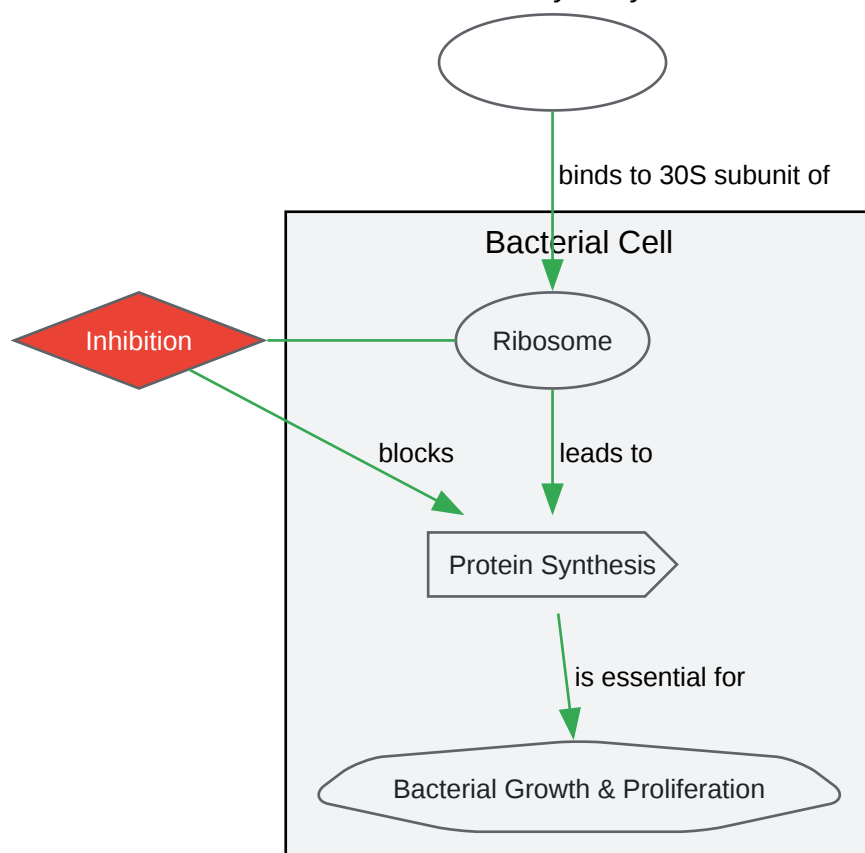 binds to 30S subunit of
Bacterial Cell
Inhibition
Ribosome
blocks
leads to
Protein Synthesis
is essential for
Bacterial Growth & Proliferation